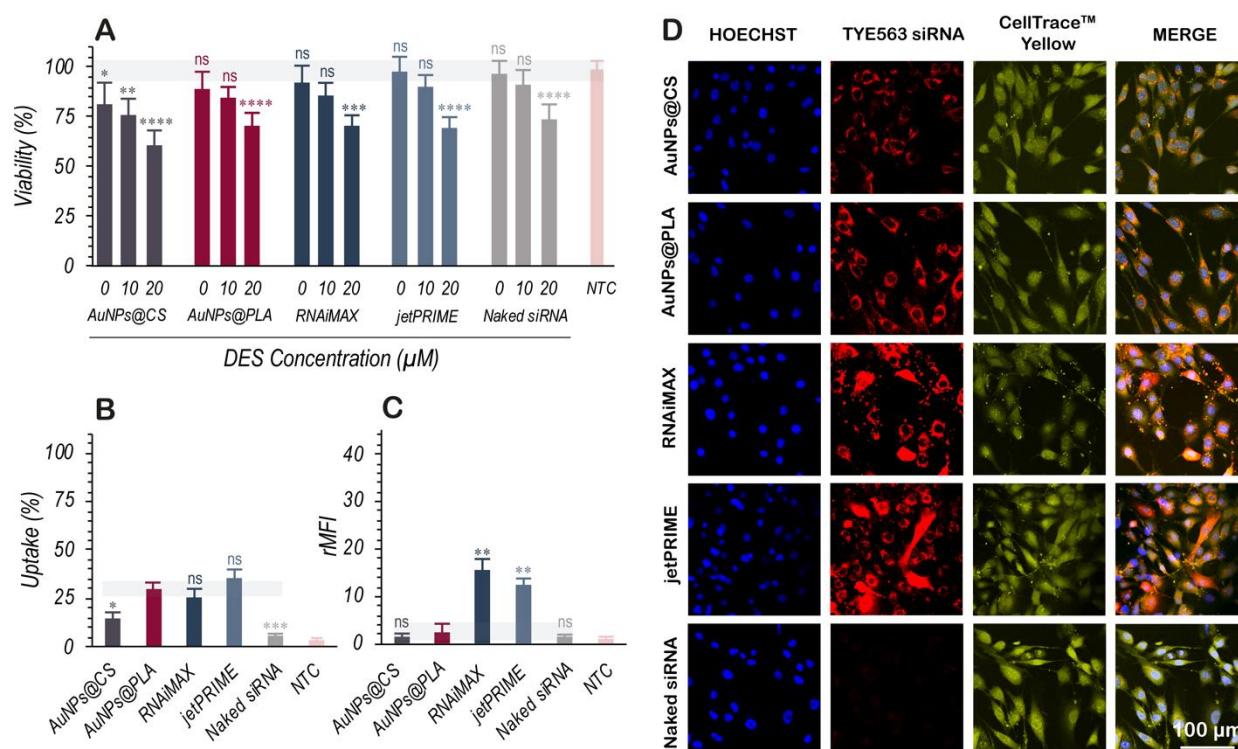 A
ns
ns
ns
ns
ns
ns
ns
ns
*
**
****
****
***
****
****
100
75
50
25
0
Viability (%)
0 10 20 0 10 20 0 10 20 0 10 20 0 10 20 NTC
AuNPs@CS AuNPs@PLA RNAiMAX jetPRIME Naked siRNA
DES Concentration (µM)
B
100
75
50
25
0
Uptake (%)
*
ns
ns
***
AuNPs@CS
AuNPs@PLA
RNAiMAX
jetPRIME
Naked siRNA
NTC
C
40
30
20
10
0
rMFI
ns
**
**
ns
AuNPs@CS
AuNPs@PLA
RNAiMAX
jetPRIME
Naked siRNA
NTC
D
HOECHST
TYE563 siRNA
CellTrace™
Yellow
MERGE
AuNPs@CS
AuNPs@PLA
RNAiMAX
jetPRIME
Naked siRNA
100 µm